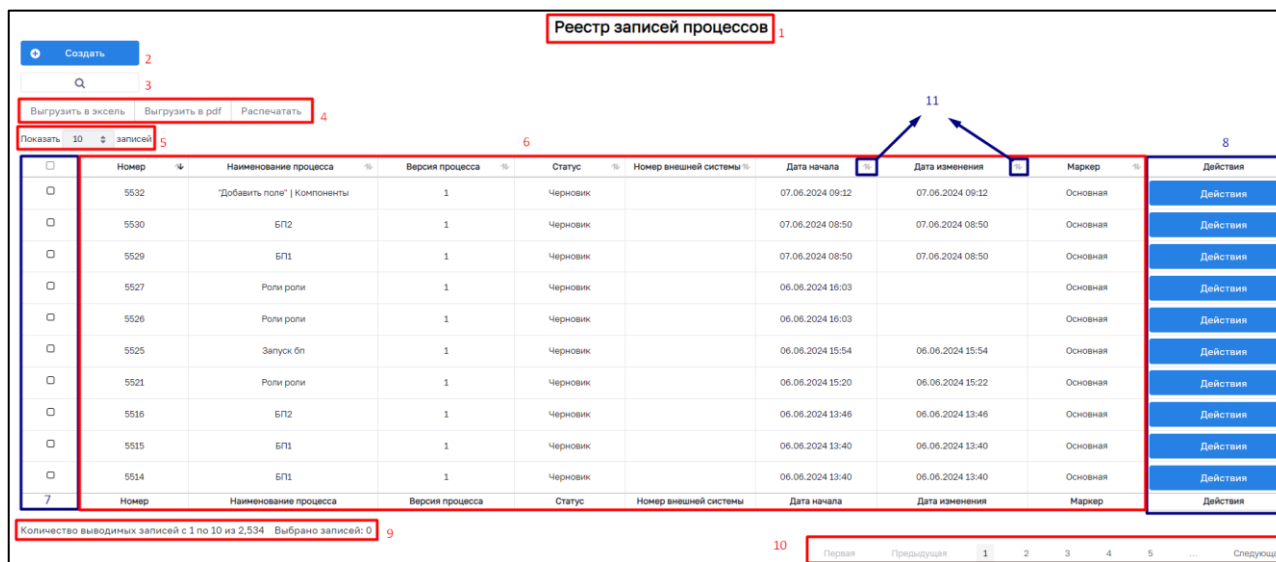 Реестр записей процессов 1
Создать 2
3
Выгрузить в эксель Выгрузить в pdf Распечатать 4
11
Показать 10 записей 5 6 8
Номер Наименование процесса Версия процесса Статус Номер внешней системы Дата начала Дата изменения Маркер Действия
5532 "Добавить поле" | Компоненты 1 Черновик 07.06.2024 09:12 07.06.2024 09:12 Основная Действия
5530 БП2 1 Черновик 07.06.2024 08:50 07.06.2024 08:50 Основная Действия
5529 БП1 1 Черновик 07.06.2024 08:50 07.06.2024 08:50 Основная Действия
5527 Роли роли 1 Черновик 06.06.2024 16:03 Основная Действия
5526 Роли роли 1 Черновик 06.06.2024 16:03 Основная Действия
5525 Запуск бп 1 Черновик 06.06.2024 15:54 06.06.2024 15:54 Основная Действия
5521 Роли роли 1 Черновик 06.06.2024 15:20 06.06.2024 15:22 Основная Действия
5516 БП2 1 Черновик 06.06.2024 13:46 06.06.2024 13:46 Основная Действия
5515 БП1 1 Черновик 06.06.2024 13:40 06.06.2024 13:40 Основная Действия
5514 БП1 1 Черновик 06.06.2024 13:40 06.06.2024 13:40 Основная Действия
7 Номер Наименование процесса Версия процесса Статус Номер внешней системы Дата начала Дата изменения Маркер Действия
Количество выводимых записей с 1 по 10 из 2,534 Выбрано записей: 0 9
10 Первая Предыдущая 1 2 3 4 5 ... Следующа